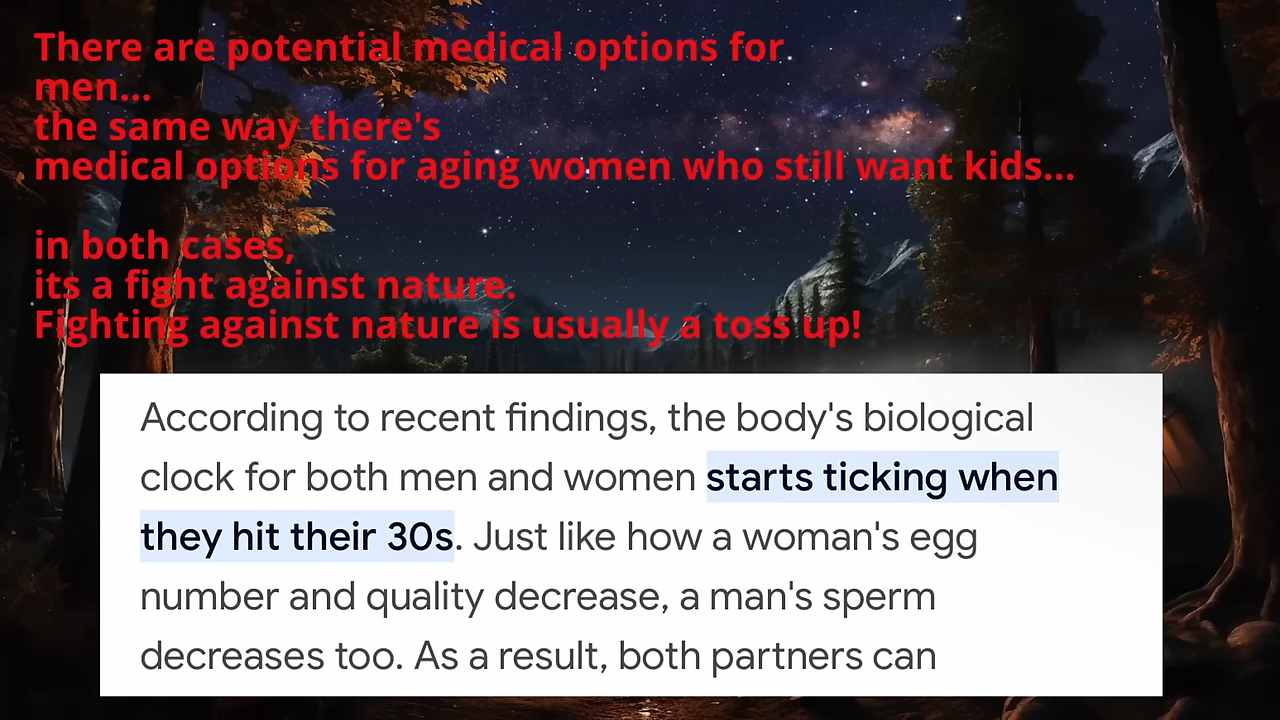 There are potential medical options for
men...
the same way there's
medical options for aging women who still want kids...
in both cases,
its a fight against nature.
Fighting against nature is usually a toss up!
According to recent findings, the body's biological
clock for both men and women starts ticking when
they hit their 30s. Just like how a woman's egg
number and quality decrease, a man's sperm
decreases too. As a result, both partners can